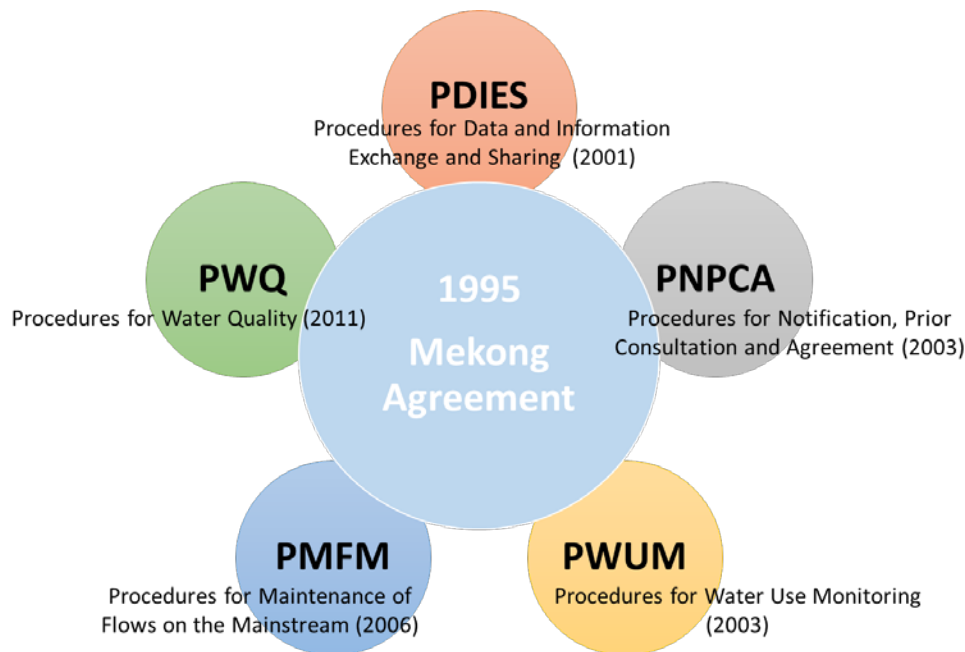 PDIES
Procedures for Data and Information
Exchange and Sharing (2001)
PWQ
Procedures for Water Quality (2011)
1995
Mekong
Agreement
PNPCA
Procedures for Notification, Prior
Consultation and Agreement (2003)
PMFM
Procedures for Maintenance of
Flows on the Mainstream (2006)
PWUM
Procedures for Water Use Monitoring
(2003)